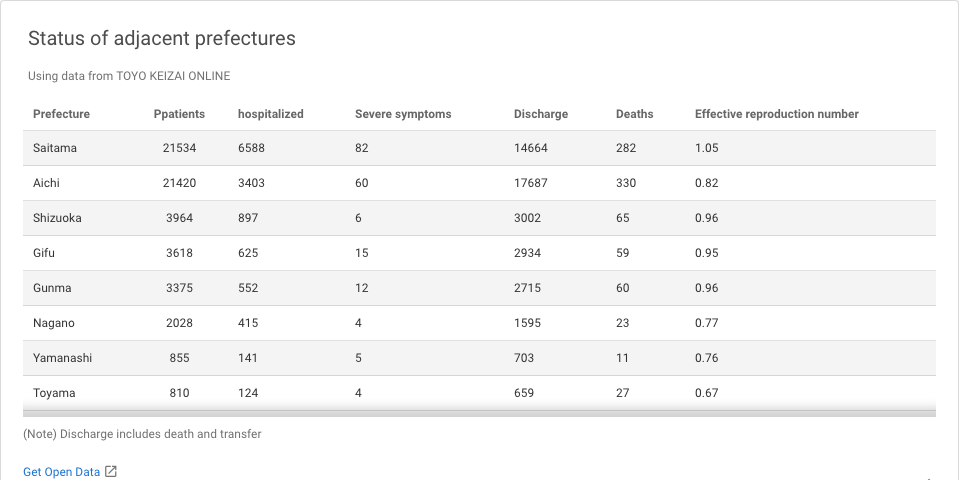 Status of adjacent prefectures
Using data from TOYO KEIZAI ONLINE
Prefecture Ppatients hospitalized Severe symptoms Discharge Deaths Effective reproduction number
Saitama 21534 6588 82 14664 282 1.05
Aichi 21420 3403 60 17687 330 0.82
Shizuoka 3964 897 6 3002 65 0.96
Gifu 3618 625 15 2934 59 0.95
Gunma 3375 552 12 2715 60 0.96
Nagano 2028 415 4 1595 23 0.77
Yamanashi 855 141 5 703 11 0.76
Toyama 810 124 4 659 27 0.67
(Note) Discharge includes death and transfer
Get Open Data